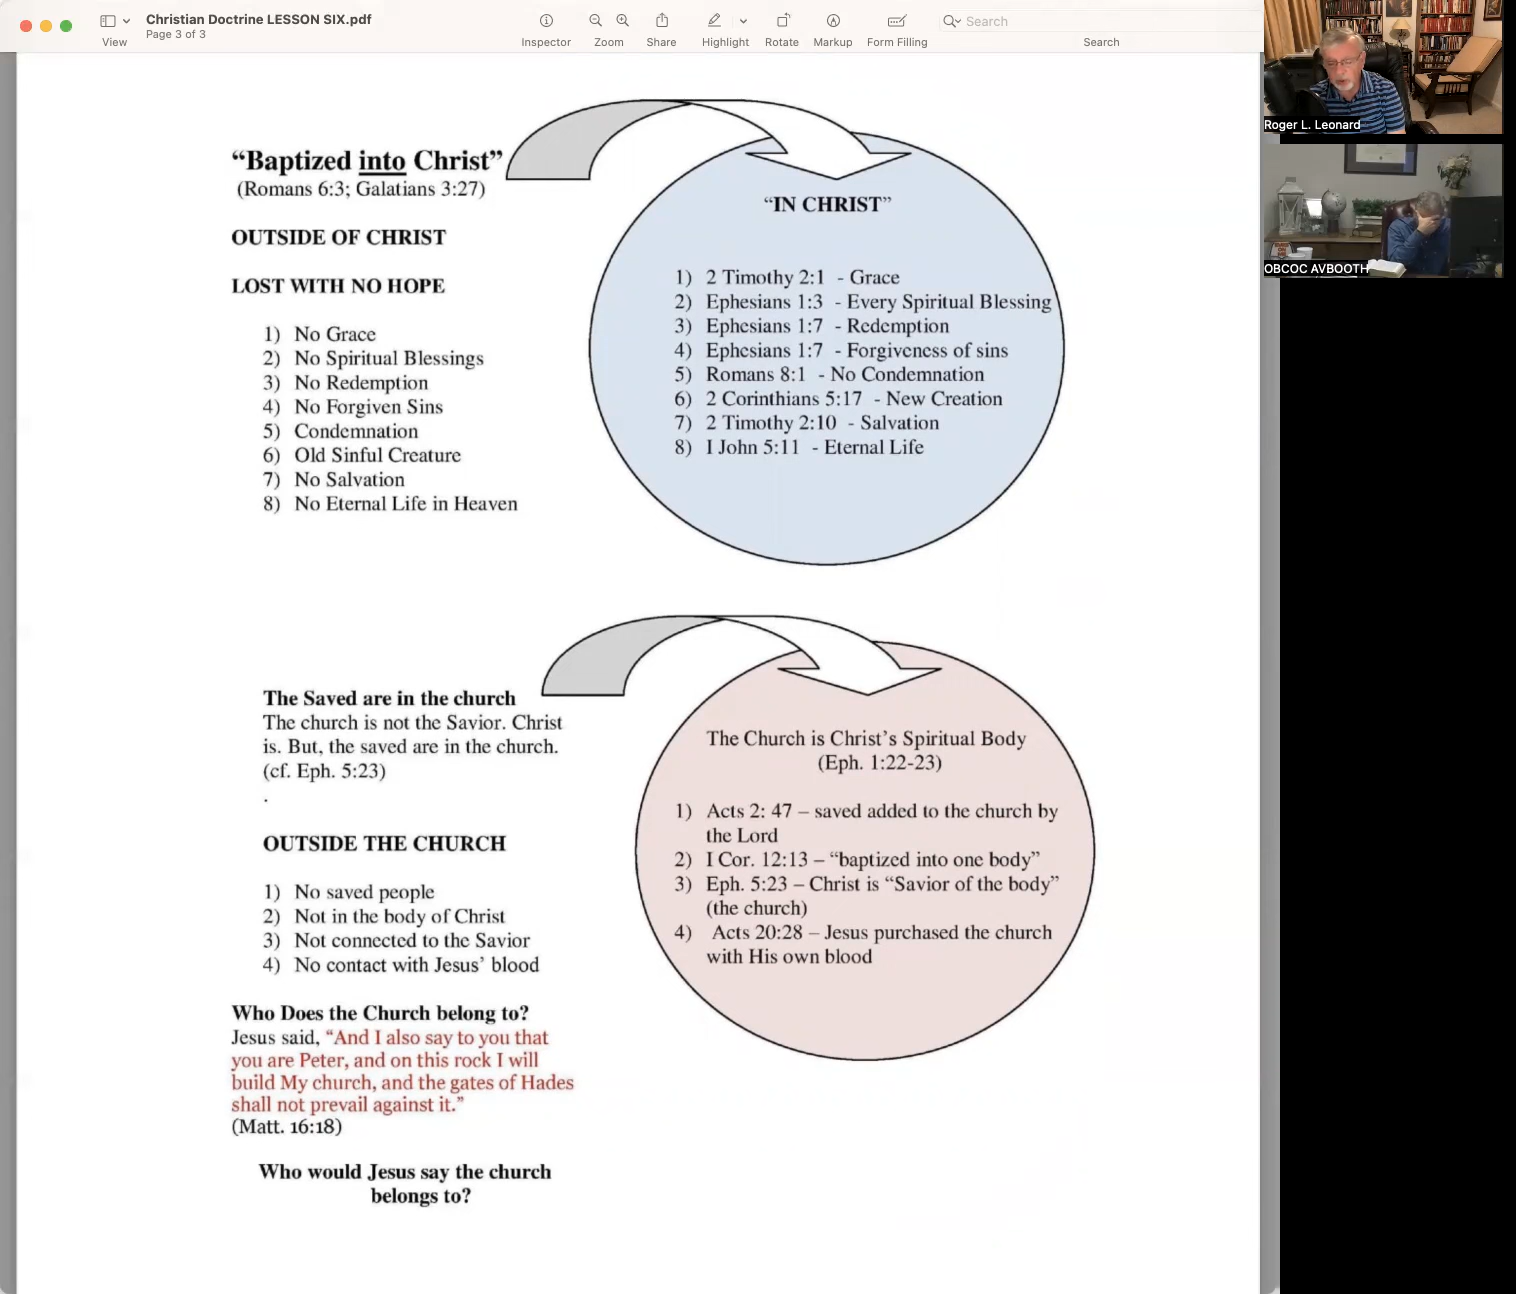 Christian Doctrine LESSON SIX.pdf
Page 3 of 3
View
Inspector
Zoom
Share
Highlight
Rotate
Markup
Form Filling
Search
Search
Roger L. Leonard
OBCOC AVBOOTH
“Baptized into Christ”
(Romans 6:3; Galatians 3:27)
OUTSIDE OF CHRIST
LOST WITH NO HOPE
1) No Grace
2) No Spiritual Blessings
3) No Redemption
4) No Forgiven Sins
5) Condemnation
6) Old Sinful Creature
7) No Salvation
8) No Eternal Life in Heaven
“IN CHRIST”
1) 2 Timothy 2:1 - Grace
2) Ephesians 1:3 - Every Spiritual Blessing
3) Ephesians 1:7 - Redemption
4) Ephesians 1:7 - Forgiveness of sins
5) Romans 8:1 - No Condemnation
6) 2 Corinthians 5:17 - New Creation
7) 2 Timothy 2:10 - Salvation
8) I John 5:11 - Eternal Life
The Saved are in the church
The church is not the Savior. Christ
is. But, the saved are in the church.
(cf. Eph. 5:23)
.
OUTSIDE THE CHURCH
1) No saved people
2) Not in the body of Christ
3) Not connected to the Savior
4) No contact with Jesus’ blood
The Church is Christ’s Spiritual Body
(Eph. 1:22-23)
1) Acts 2: 47 – saved added to the church by
the Lord
2) I Cor. 12:13 – “baptized into one body”
3) Eph. 5:23 – Christ is “Savior of the body”
(the church)
4) Acts 20:28 – Jesus purchased the church
with His own blood
Who Does the Church belong to?
Jesus said, “And I also say to you that
you are Peter, and on this rock I will
build My church, and the gates of Hades
shall not prevail against it.”
(Matt. 16:18)
Who would Jesus say the church
belongs to?